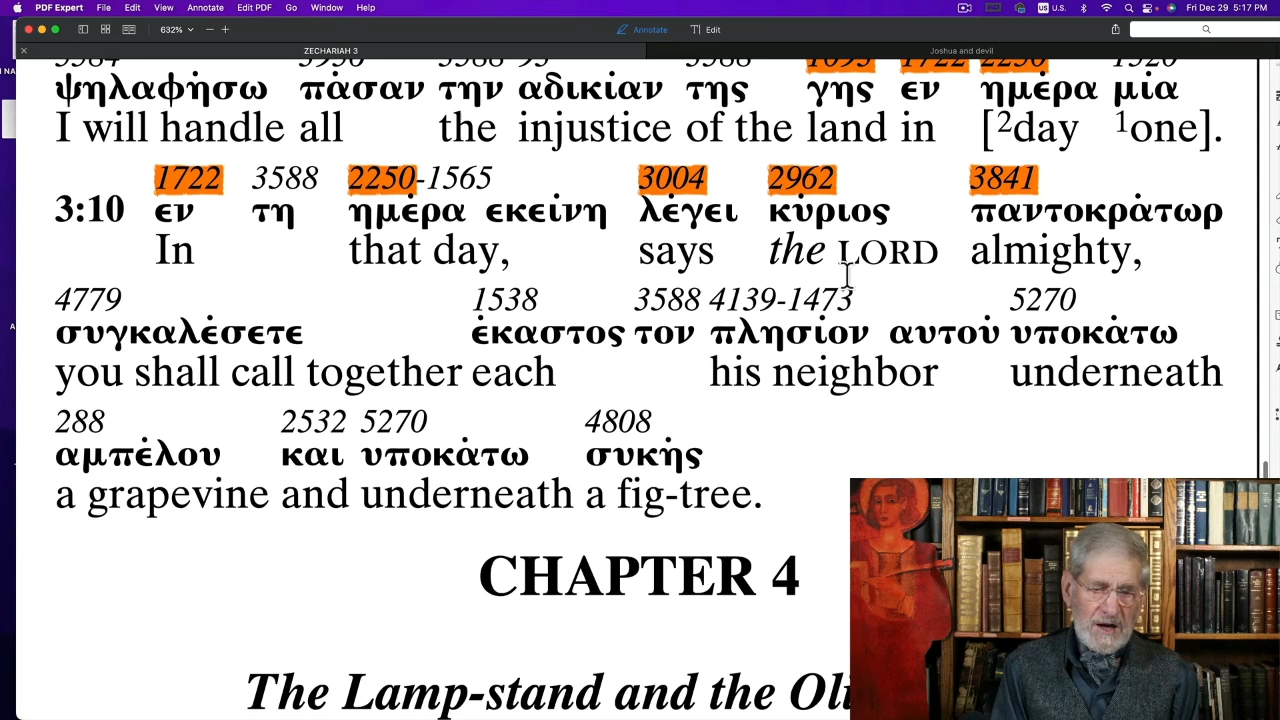 PDF Expert File Edit View Annotate Edit PDF Go Window Help U.S. Fri Dec 29 5:17 PM
632% Annotate Edit
ZECHARIAH 3 Joshua and devil
ψηλαφήσω πάσαν την αδικίαν της γης εν ημέρα μία
I will handle all the injustice of the land in [²day ¹one].
1722 3588 2250-1565 3004 2962 3841
3:10 εν τη ημέρα εκείνη λέγει κύριος παντοκράτωρ
In that day, says the LORD almighty,
4779 1538 3588 4139-1473 5270
συγκαλέσετε έκαστος τον πλησίον αυτού υποκάτω
you shall call together each his neighbor underneath
288 2532 5270 4808
αμπέλου και υποκάτω συκής
a grapevine and underneath a fig-tree.
CHAPTER 4
The Lamp-stand and the